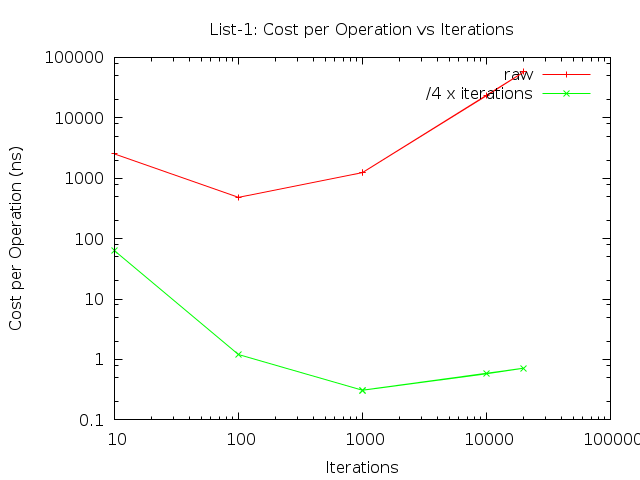 List-1: Cost per Operation vs Iterations
Cost per Operation (ns)
100000
10000
1000
100
10
1
0.1
raw
/4 x iterations
10 100 1000 10000 100000
Iterations